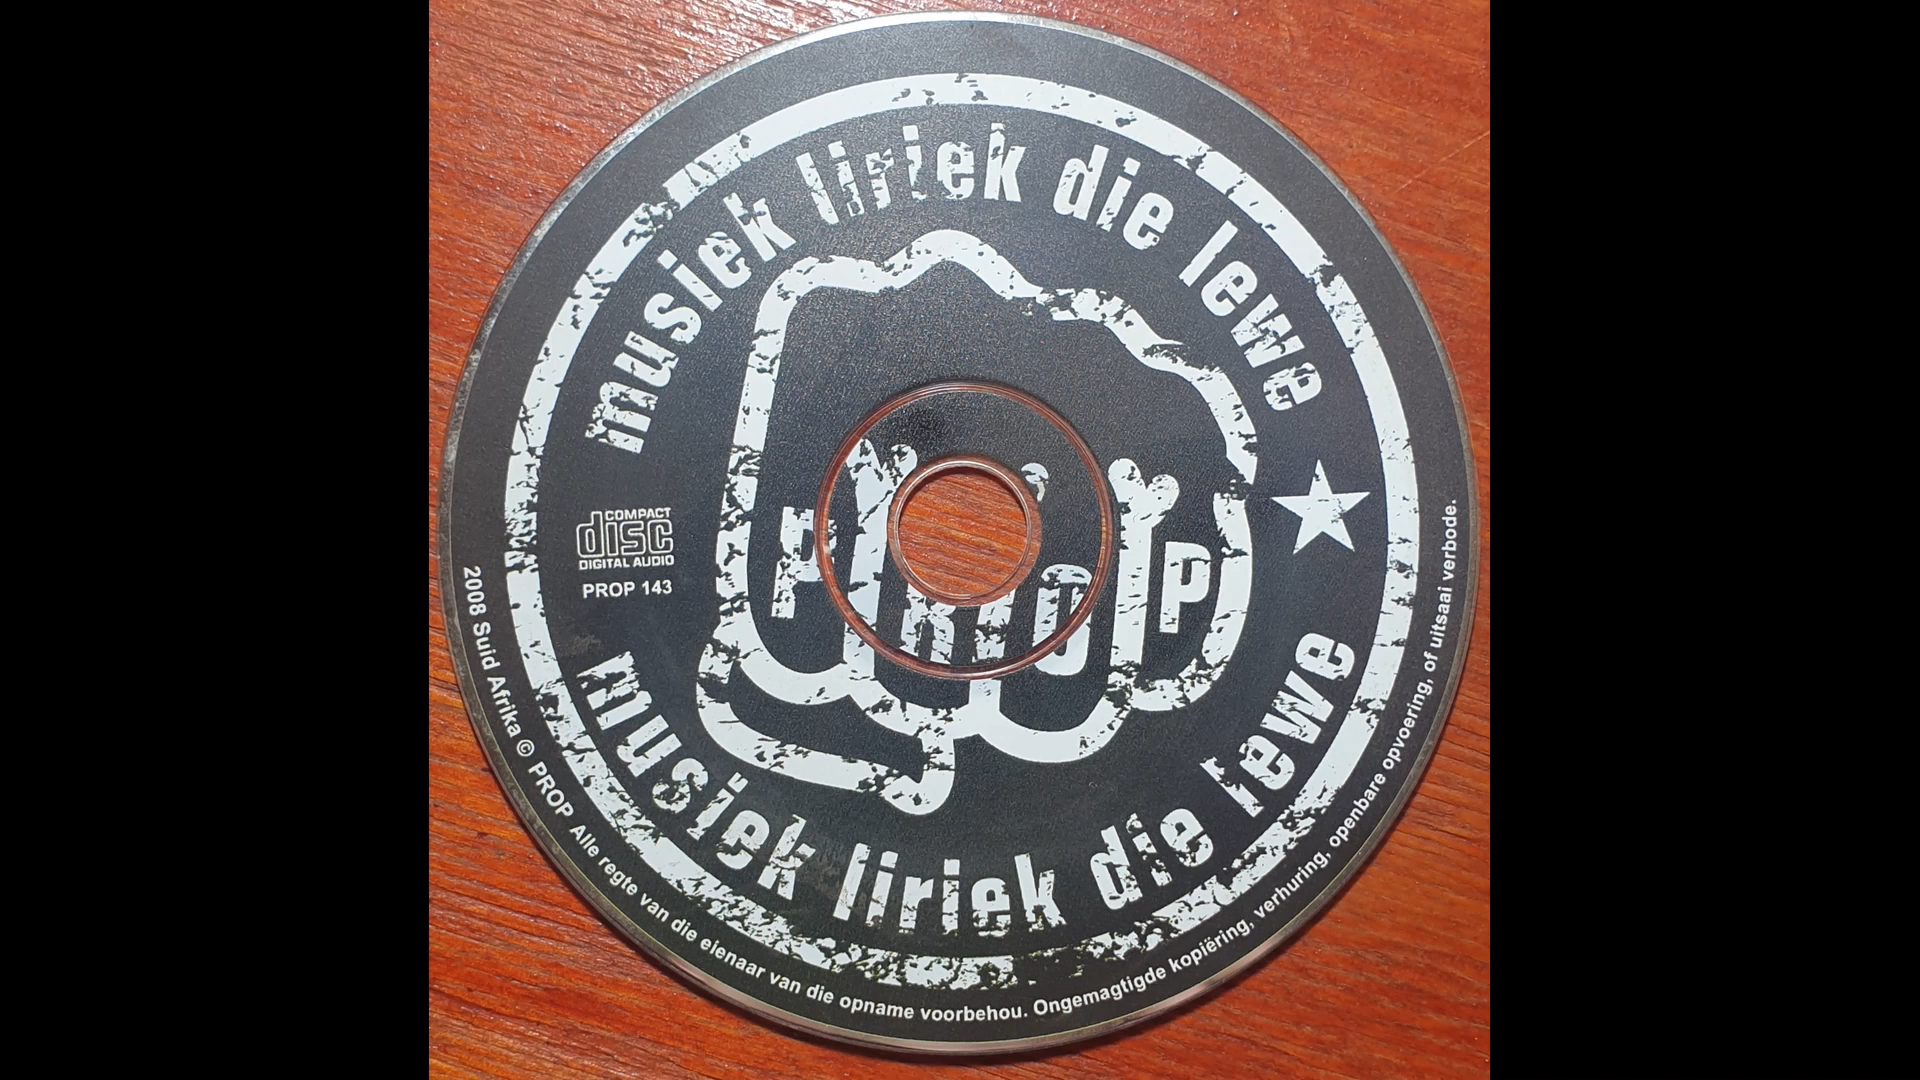 musiek liriek die lewe
COMPACT
disc
DIGITAL AUDIO
PROP 143
PROP
musiek liriek die lewe
2008 Suid Afrika © PROP Alle regte van die eienaar van die opname voorbehou. Ongemagtigde kopiëring, verhuring, openbare opvoering, of uitsaai verbode.